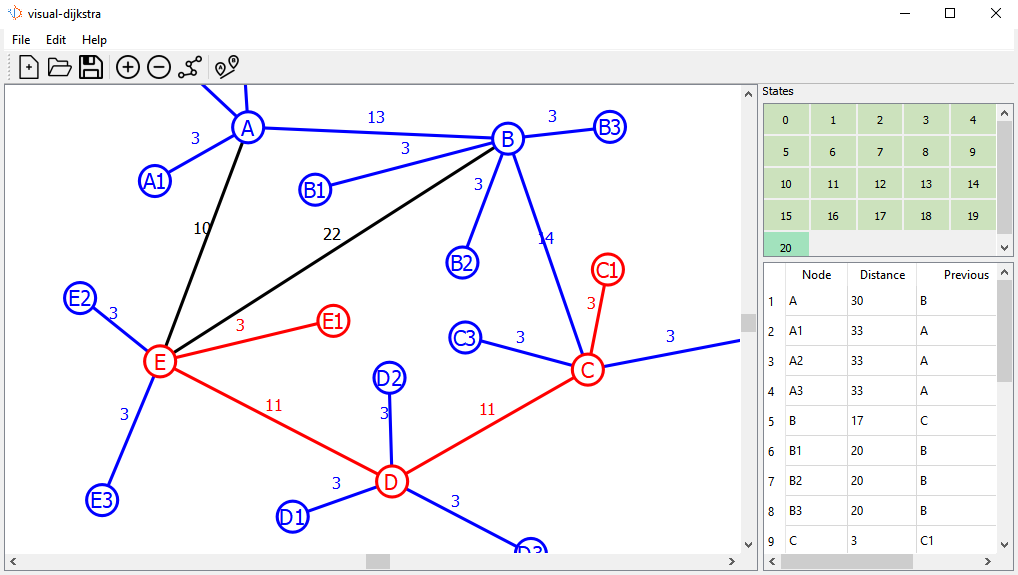 visual-dijkstra
File Edit Help
States
0 1 2 3 4
5 6 7 8 9
10 11 12 13 14
15 16 17 18 19
20
A
13
B
3
B3
3
A1
3
B1
3
10
22
14
B2
C1
E2
3
3
3
E1
C3
3
3
E
C
D2
11
3
11
3
E3
D
3
D1
3
D3
Node Distance Previous
1 A 30 B
2 A1 33 A
3 A2 33 A
4 A3 33 A
5 B 17 C
6 B1 20 B
7 B2 20 B
8 B3 20 B
9 C 3 C1